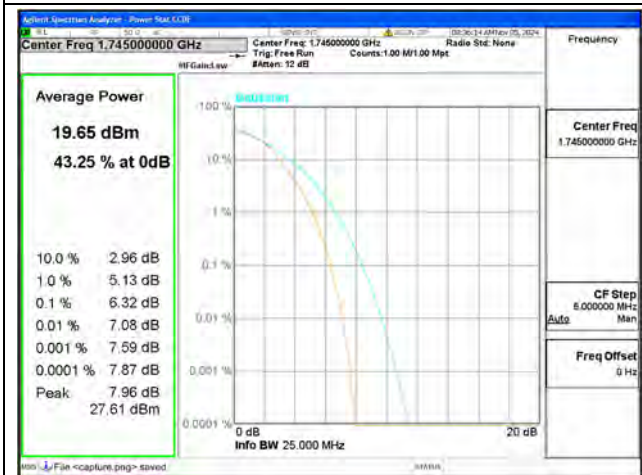 Agilent Spectrum Analyzer - Power Stat CCDF
Center Freq 1.745000000 GHz
Center Freq: 1.745000000 GHz
Radio Std: None
Trig: Free Run
Counts:1.00 M/1.00 Mpt
#IFGain:Low
#Atten: 12 dB
Frequency
Average Power
19.65 dBm
43.25 % at 0dB
10.0 % 2.96 dB
1.0 % 5.13 dB
0.1 % 6.32 dB
0.01 % 7.08 dB
0.001 % 7.59 dB
0.0001 % 7.87 dB
Peak 7.96 dB
27.61 dBm
Gaussian
100 %
10 %
1 %
0.1 %
0.01 %
0.001 %
0.0001 %
0 dB
20 dB
Info BW 25.000 MHz
Center Freq
1.745000000 GHz
CF Step
6.000000 MHz
Auto Man
Freq Offset
0 Hz
MSG File <capture.png> saved
STATUS